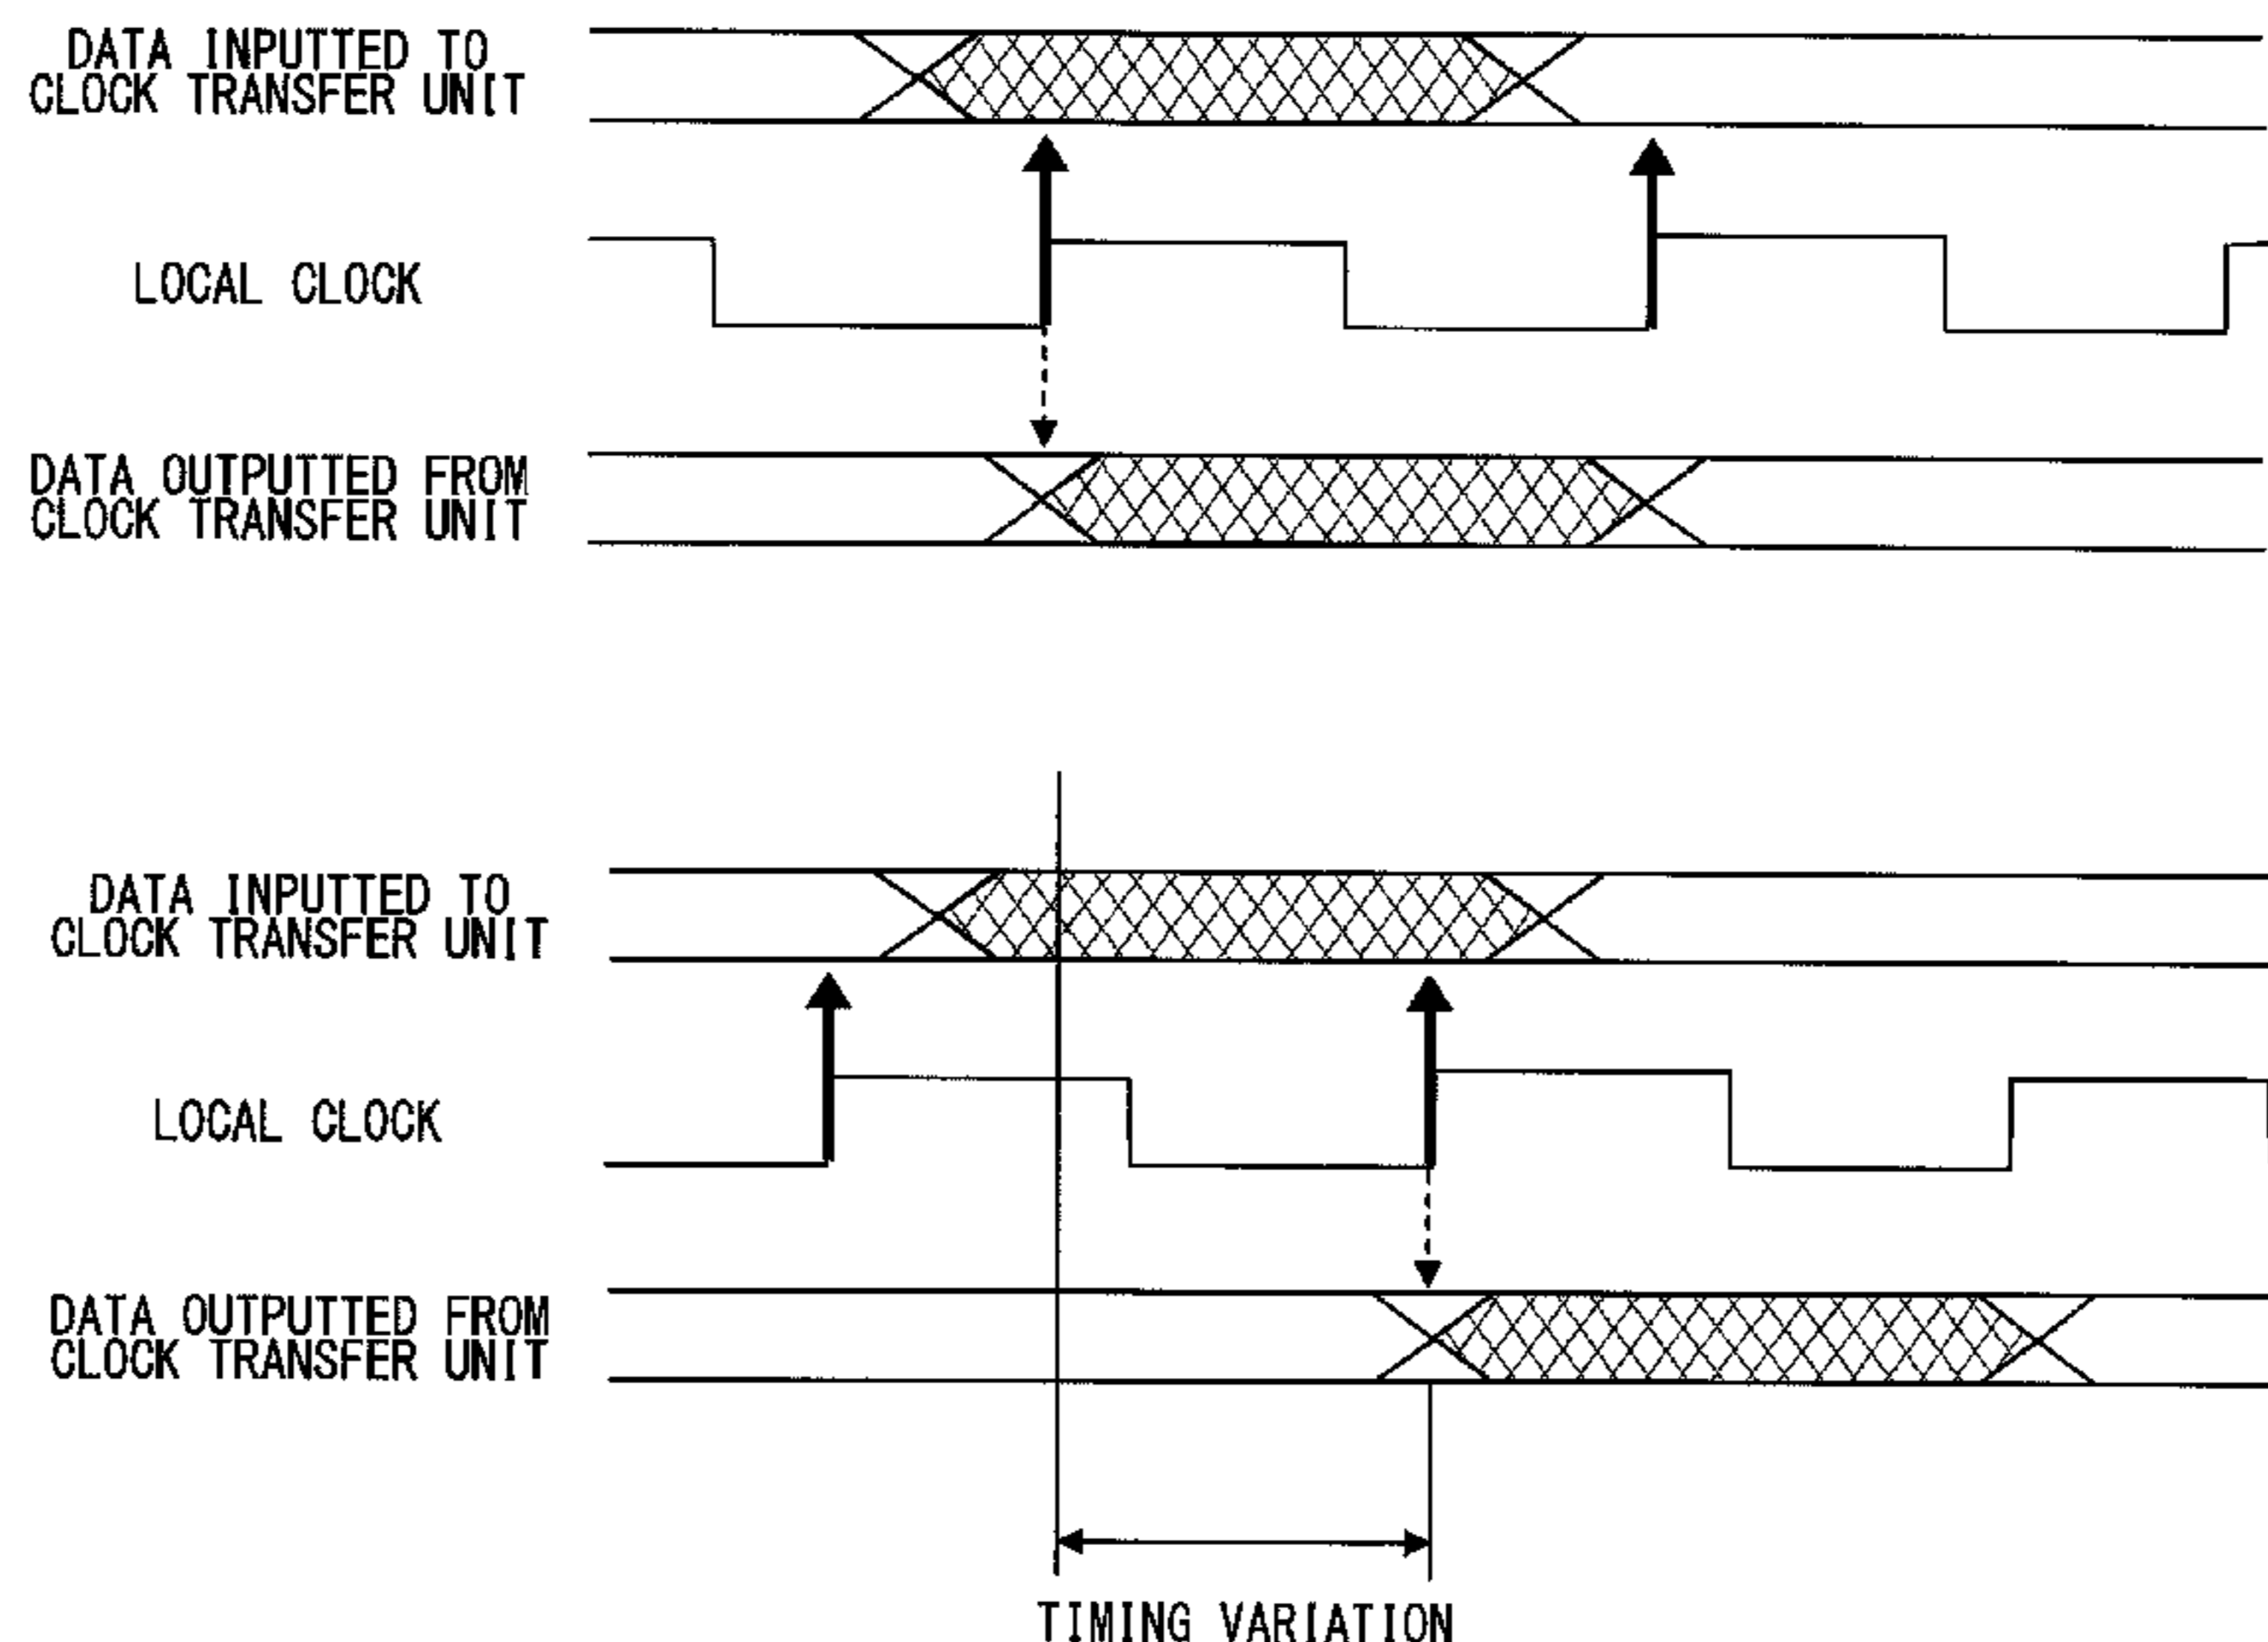 DATA INPUTTED TO
CLOCK TRANSFER UNIT
LOCAL CLOCK
DATA OUTPUTTED FROM
CLOCK TRANSFER UNIT
DATA INPUTTED TO
CLOCK TRANSFER UNIT
LOCAL CLOCK
DATA OUTPUTTED FROM
CLOCK TRANSFER UNIT
TIMING VARIATION